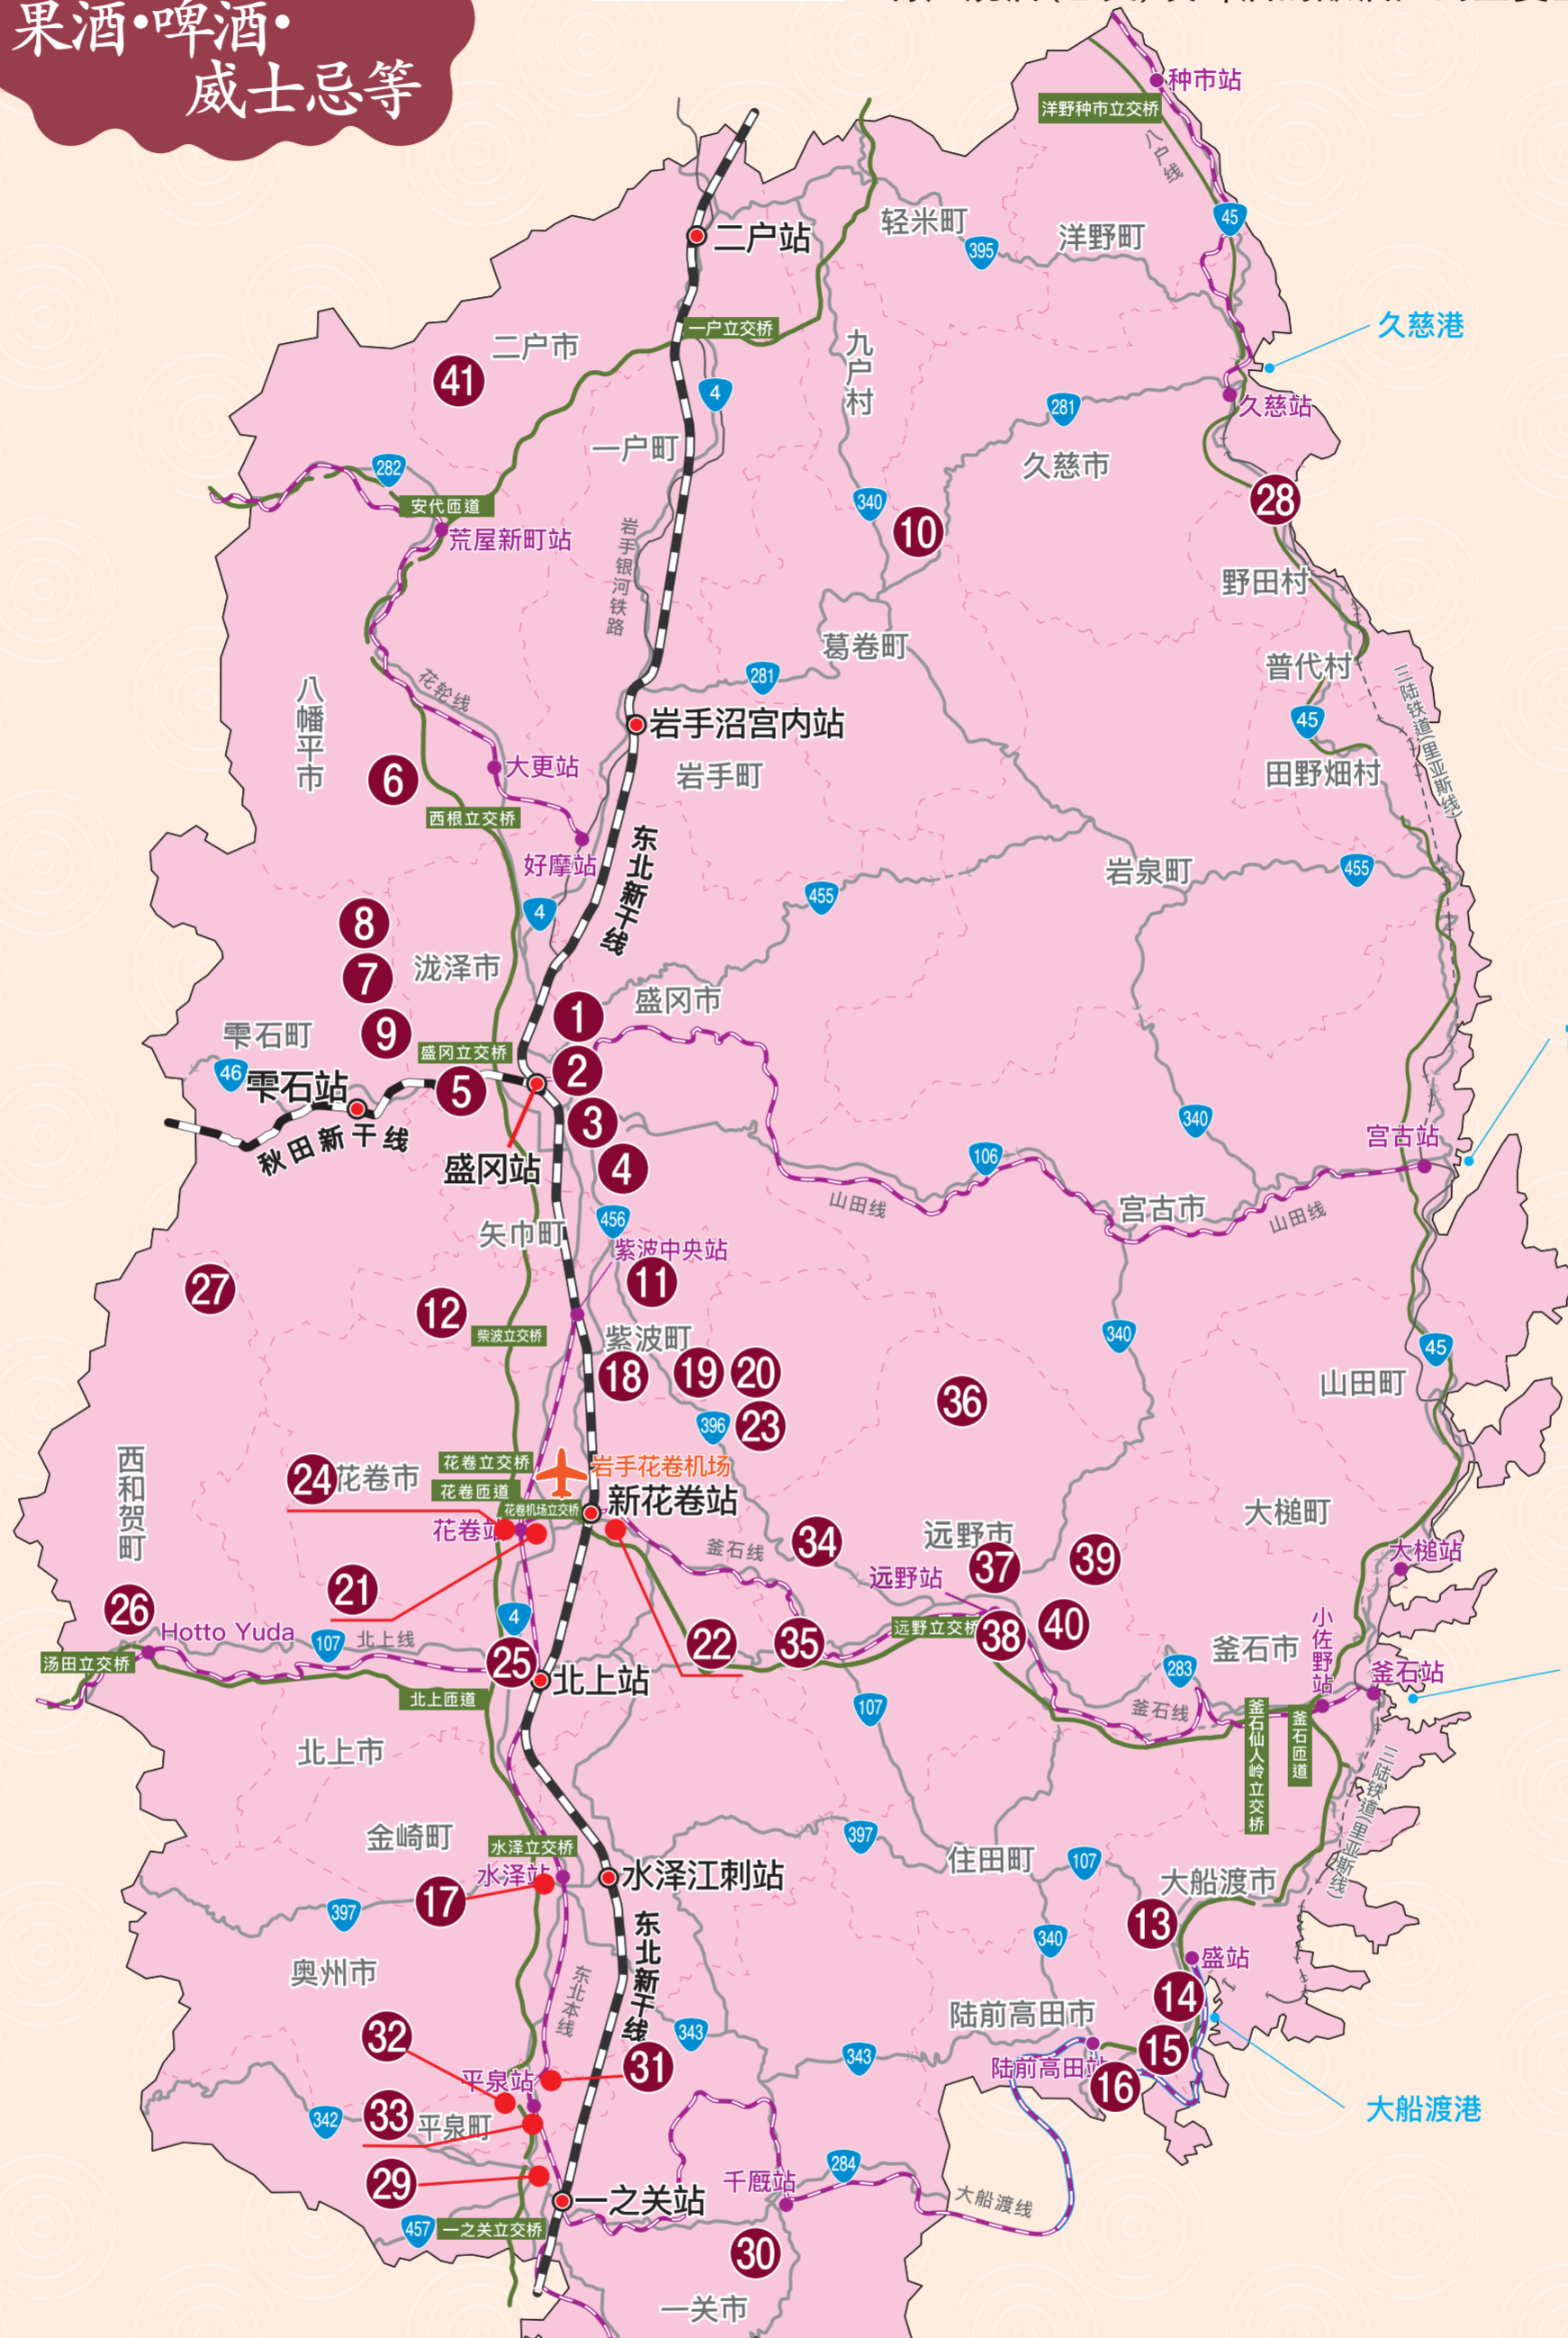 果酒•啤酒•
威士忌等
种市站
洋野种市立交桥
八户线
45
轻米町
395
洋野町
二户站
久慈港
一户立交桥
二户市
九户村
41
4
281
久慈站
一户町
久慈市
282
安代匝道
340
10
28
荒屋新町站
岩手银河铁路
野田村
葛卷町
普代村
281
花轮线
八幡平市
三陆铁道(里亚斯线)
45
岩手沼宫内站
大更站
岩手町
田野畑村
6
西根立交桥
好摩站
东北新干线
岩泉町
455
455
4
8
泷泽市
7
盛冈市
1
雫石町
9
盛冈立交桥
46
雫石站
5
2
3
340
秋田新干线
宫古站
盛冈站
4
106
山田线
宫古市
山田线
矢巾町
456
紫波中央站
11
27
12
柴波立交桥
紫波町
340
45
18
19
20
山田町
36
396
23
西和贺町
花卷立交桥
岩手花卷机场
24
花卷市
花卷匝道
花卷机场立交桥
新花卷站
大槌町
花卷站
釜石线
34
远野市
37
39
大槌站
远野站
21
26
Hotto Yuda
107
北上线
4
22
35
远野立交桥
38
40
小佐野站
釜石市
汤田立交桥
25
北上站
283
釜石站
北上匝道
107
釜石线
釜石仙人岭立交桥
釜石匝道
北上市
三陆铁道(里亚斯线)
金崎町
水泽立交桥
397
住田町
107
水泽站
水泽江刺站
大船渡市
17
397
13
340
东北新干线
盛站
奥州市
东北本线
14
陆前高田市
32
343
343
15
31
陆前高田站
平泉站
16
33
342
平泉町
大船渡港
29
284
千厩站
一之关站
大船渡线
457
一之关立交桥
30
一关市